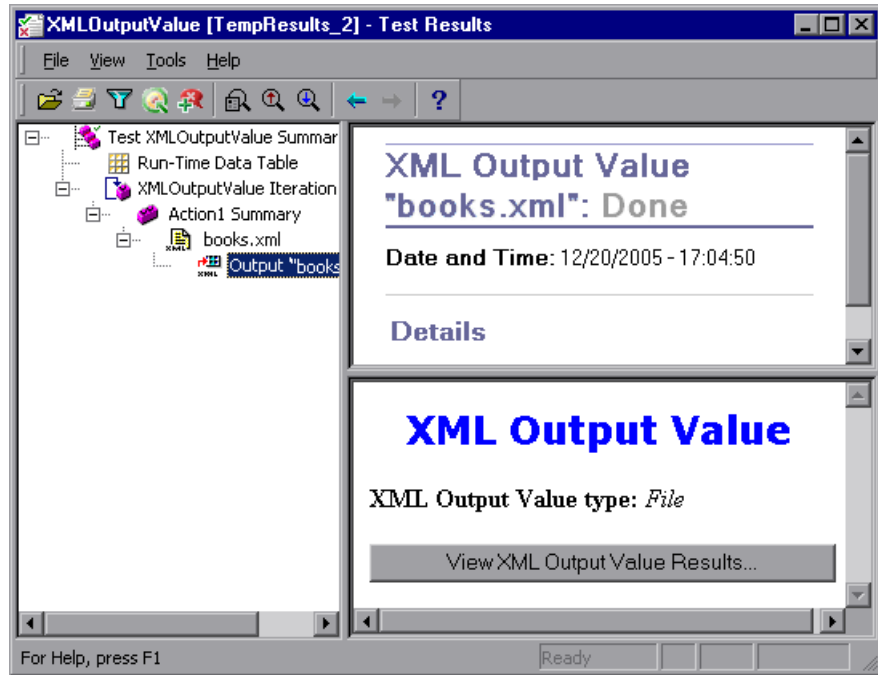 XMLOutputValue [TempResults_2] - Test Results
File View Tools Help
?
Test XMLOutputValue Summar
Run-Time Data Table
XMLOutputValue Iteration
Action1 Summary
XML
books.xml
XML
Output "books
XML Output Value
"books.xml": Done
Date and Time: 12/20/2005 - 17:04:50
Details
XML Output Value
XML Output Value type: File
View XML Output Value Results...
For Help, press F1
Ready